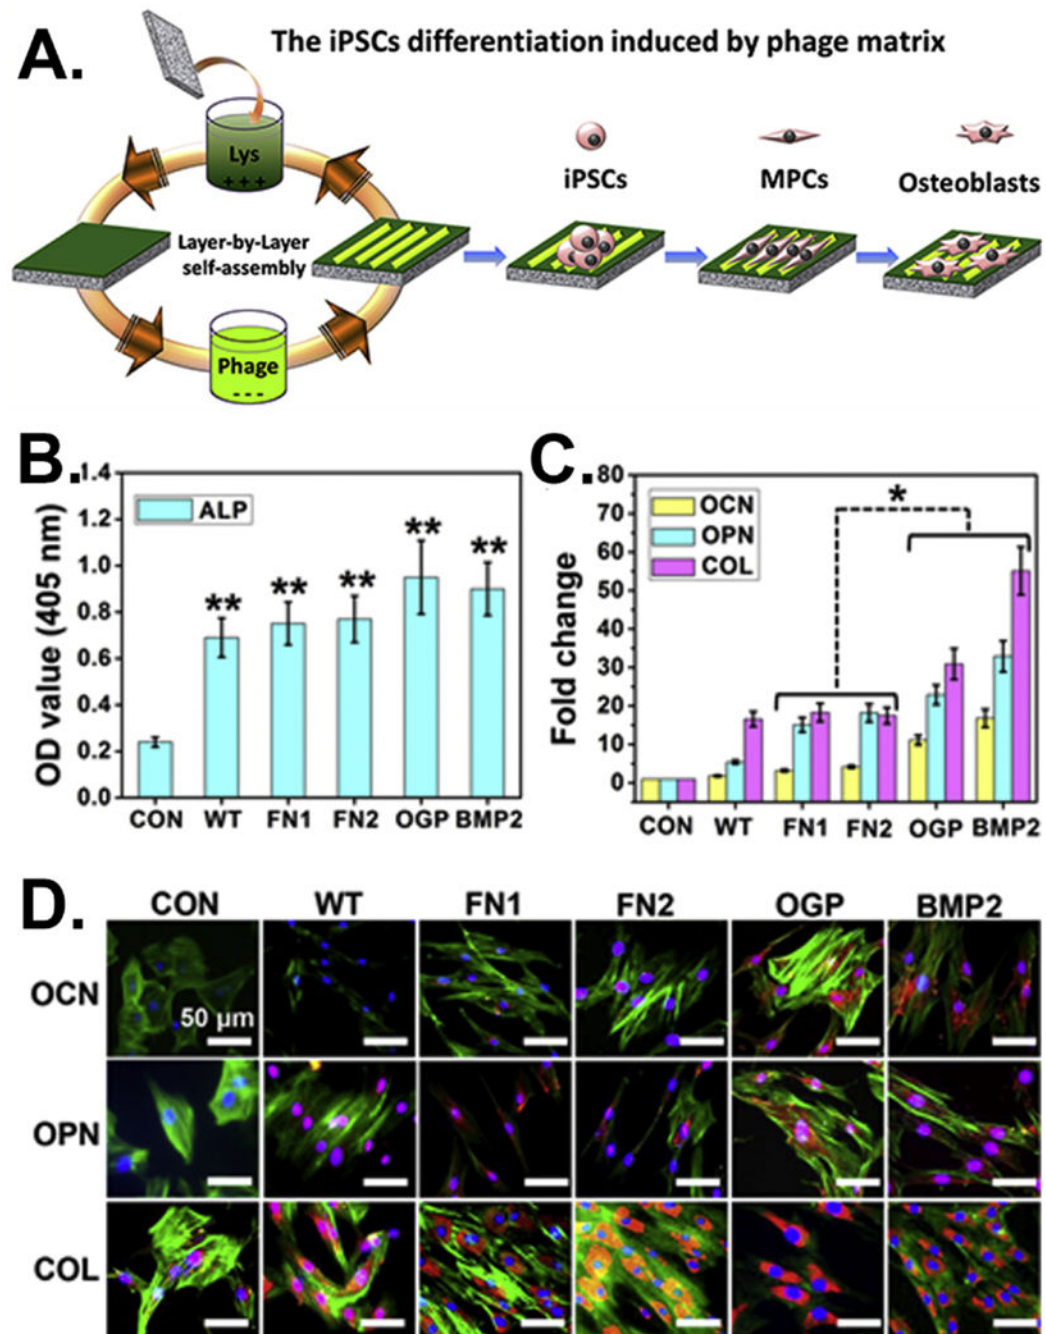 A.
The iPSCs differentiation induced by phage matrix
Lys
+ + +
Layer-by-Layer
self-assembly
Phage
- - -
iPSCs
MPCs
Osteoblasts
B.
OD value (405 nm)
1.4
1.2
1.0
0.8
0.6
0.4
0.2
0.0
ALP
**
**
**
**
**
CON WT FN1 FN2 OGP BMP2
C.
Fold change
80
70
60
50
40
30
20
10
0
OCN
OPN
COL
*
CON WT FN1 FN2 OGP BMP2
D.
CON WT FN1 FN2 OGP BMP2
OCN
50 μm
OPN
COL